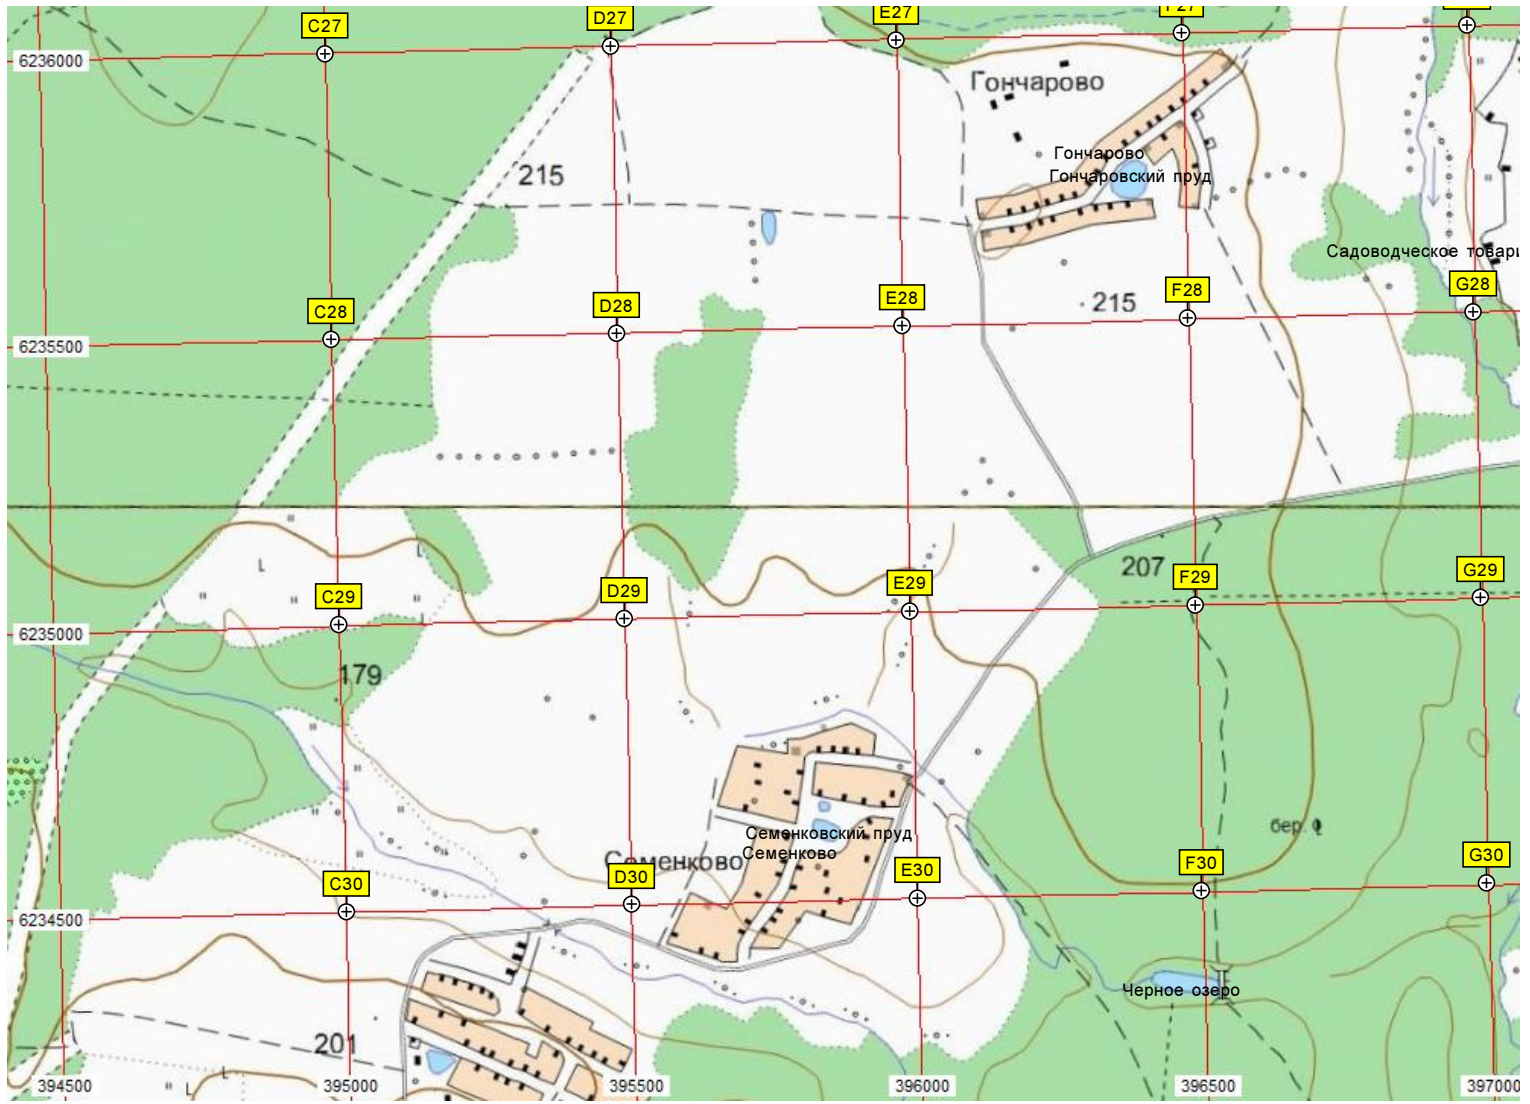 C27
D27
E27
F27
6236000
Гончарово
Гончарово
215
Гончаровский пруд
Садоводческое товари
C28
D28
E28
215
F28
G28
6235500
207
C29
D29
E29
F29
G29
6235000
179
бер.
Семенковский пруд
Семенково
Семенково
C30
D30
E30
F30
G30
6234500
Черное озеро
201
394500
395000
395500
396000
396500
397000